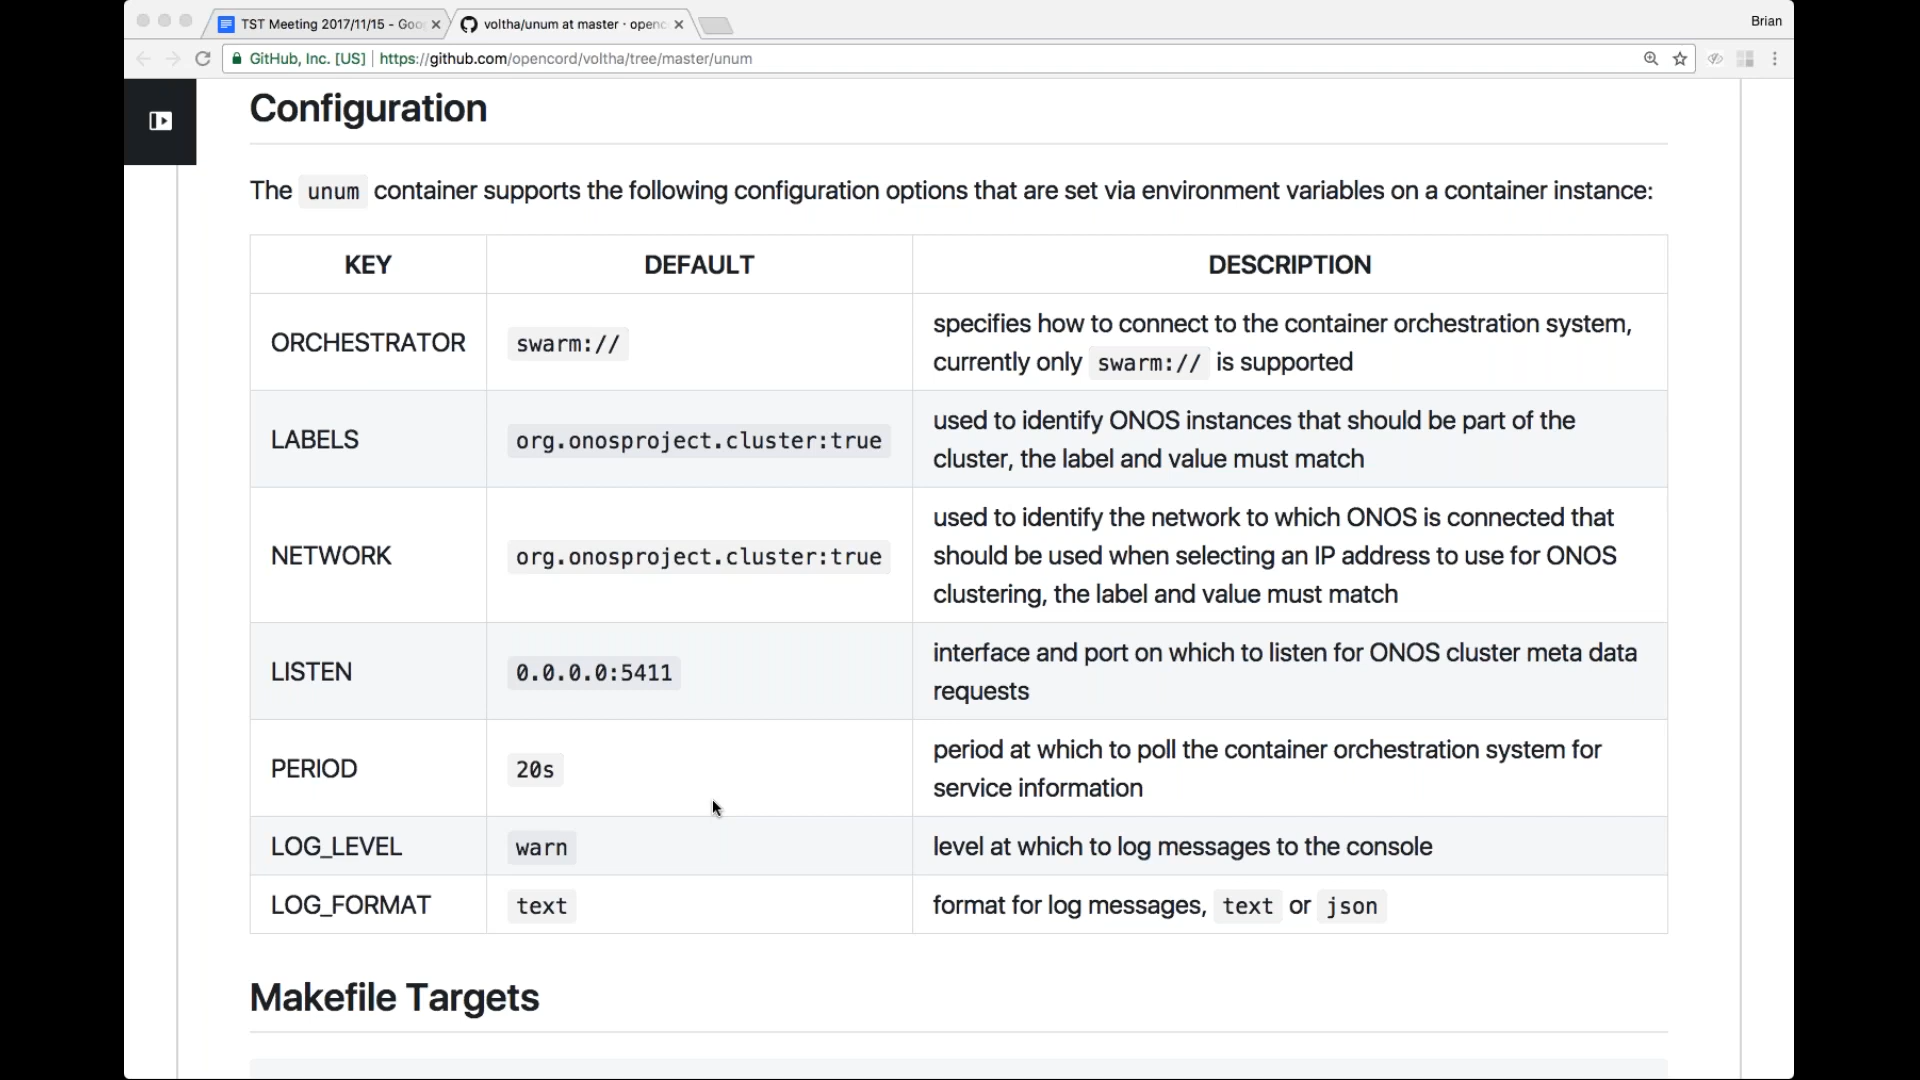 TST Meeting 2017/11/15 - Goo
voltha/unum at master · openc
Brian
GitHub, Inc. [US] | https://github.com/opencord/voltha/tree/master/unum
Configuration
The unum container supports the following configuration options that are set via environment variables on a container instance:
KEY DEFAULT DESCRIPTION
ORCHESTRATOR swarm:// specifies how to connect to the container orchestration system,
currently only swarm:// is supported
LABELS org.onosproject.cluster:true used to identify ONOS instances that should be part of the
cluster, the label and value must match
NETWORK org.onosproject.cluster:true used to identify the network to which ONOS is connected that
should be used when selecting an IP address to use for ONOS
clustering, the label and value must match
LISTEN 0.0.0.0:5411 interface and port on which to listen for ONOS cluster meta data
requests
PERIOD 20s period at which to poll the container orchestration system for
service information
LOG_LEVEL warn level at which to log messages to the console
LOG_FORMAT text format for log messages, text or json
Makefile Targets